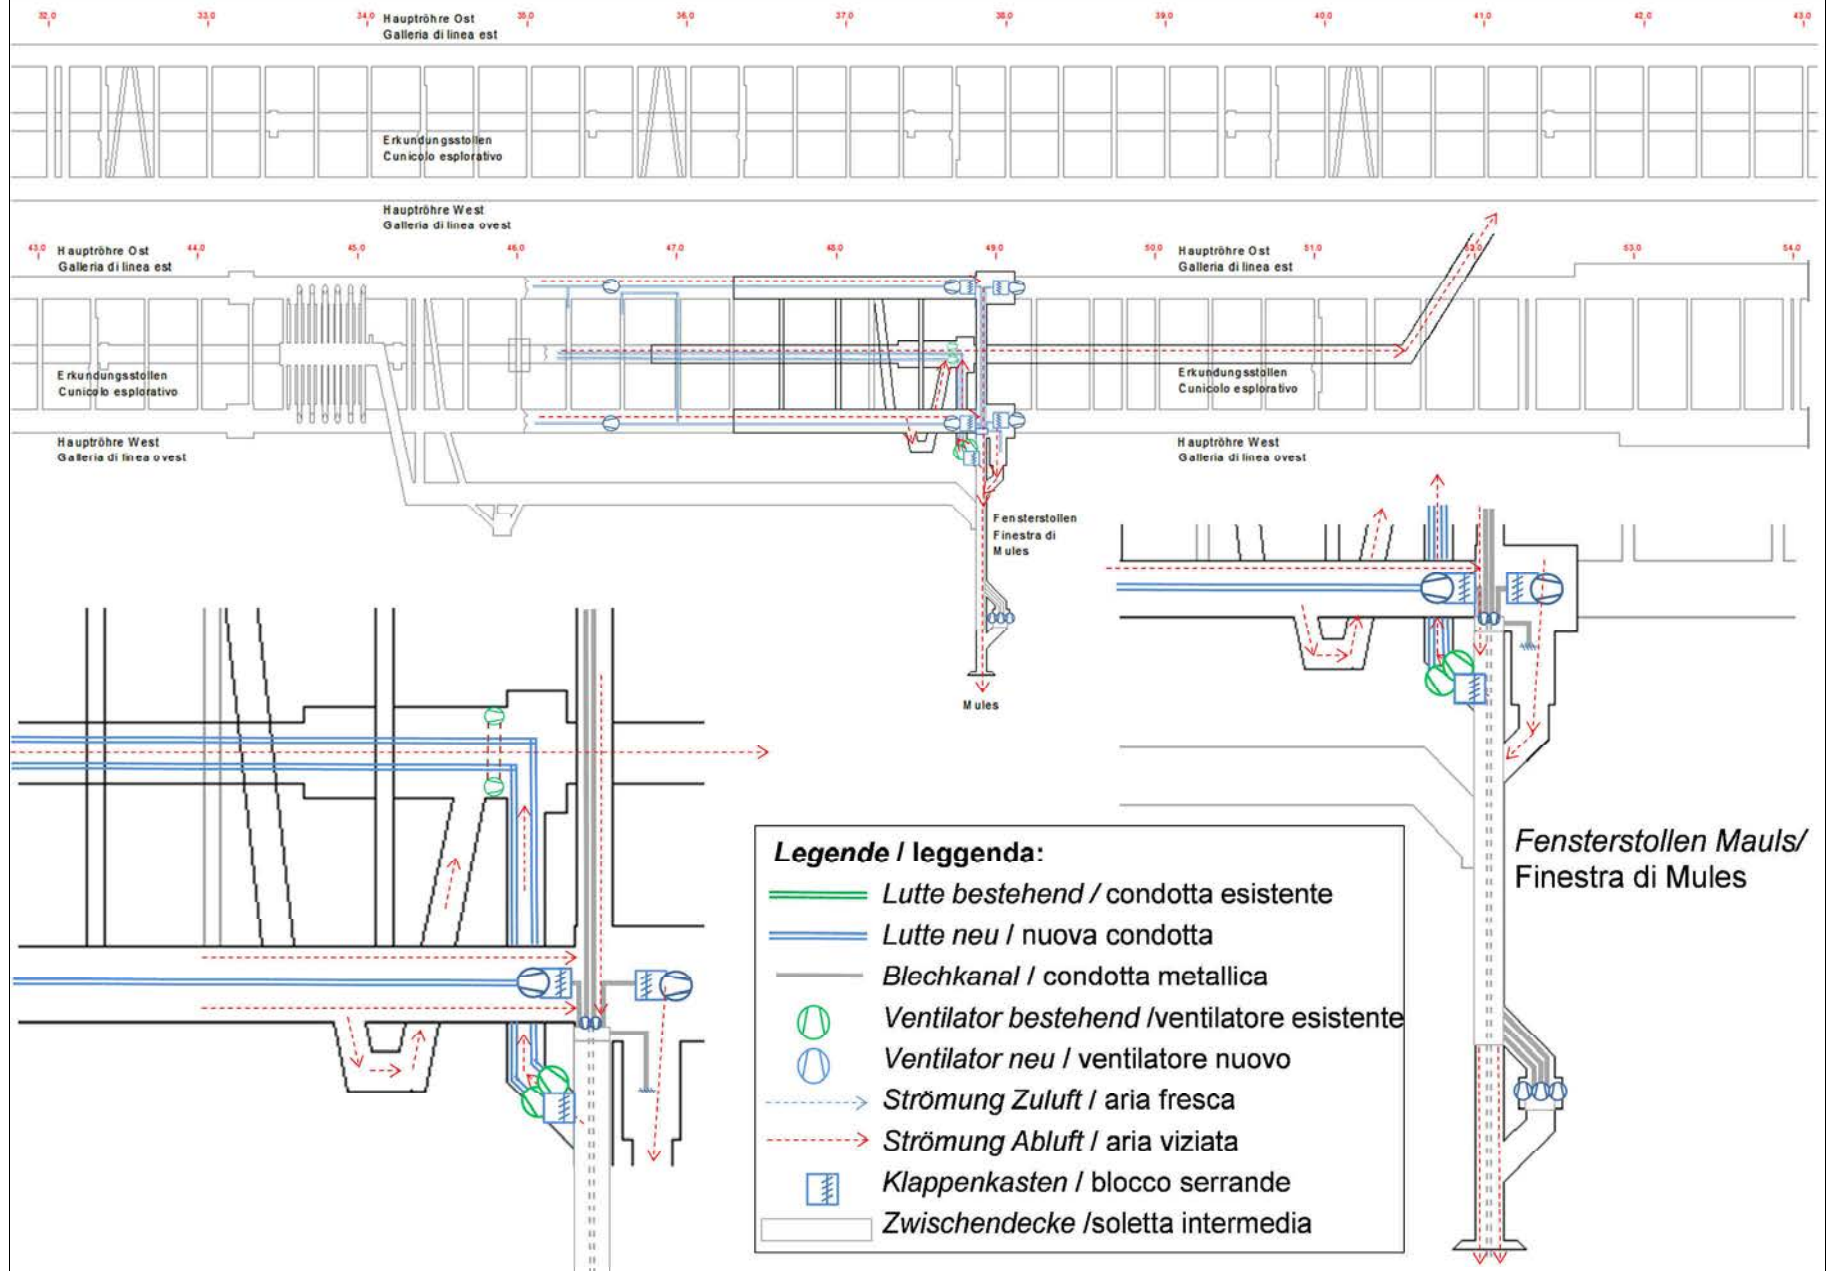 32,0 33,0 34,0 35,0 36,0 37,0 38,0 39,0 40,0 41,0 42,0 43,0
Hauptröhre Ost
Galleria di linea est
Erkundungsstollen
Cunicolo esplorativo
Hauptröhre West
Galleria di linea ovest
43,0 44,0 45,0 46,0 47,0 48,0 49,0 50,0 51,0 52,0 53,0 54,0
Hauptröhre Ost
Galleria di linea est
Hauptröhre Ost
Galleria di linea est
Erkundungsstollen
Cunicolo esplorativo
Erkundungsstollen
Cunicolo esplorativo
Hauptröhre West
Galleria di linea ovest
Hauptröhre West
Galleria di linea ovest
Fensterstollen
Finestra di
Mules
Mules
Fensterstollen Mauls/
Finestra di Mules
Legende / leggenda:
Lutte bestehend / condotta esistente
Lutte neu / nuova condotta
Blechkanal / condotta metallica
Ventilator bestehend /ventilatore esistente
Ventilator neu / ventilatore nuovo
Strömung Zuluft / aria fresca
Strömung Abluft / aria viziata
Klappenkasten / blocco serrande
Zwischendecke /soletta intermedia